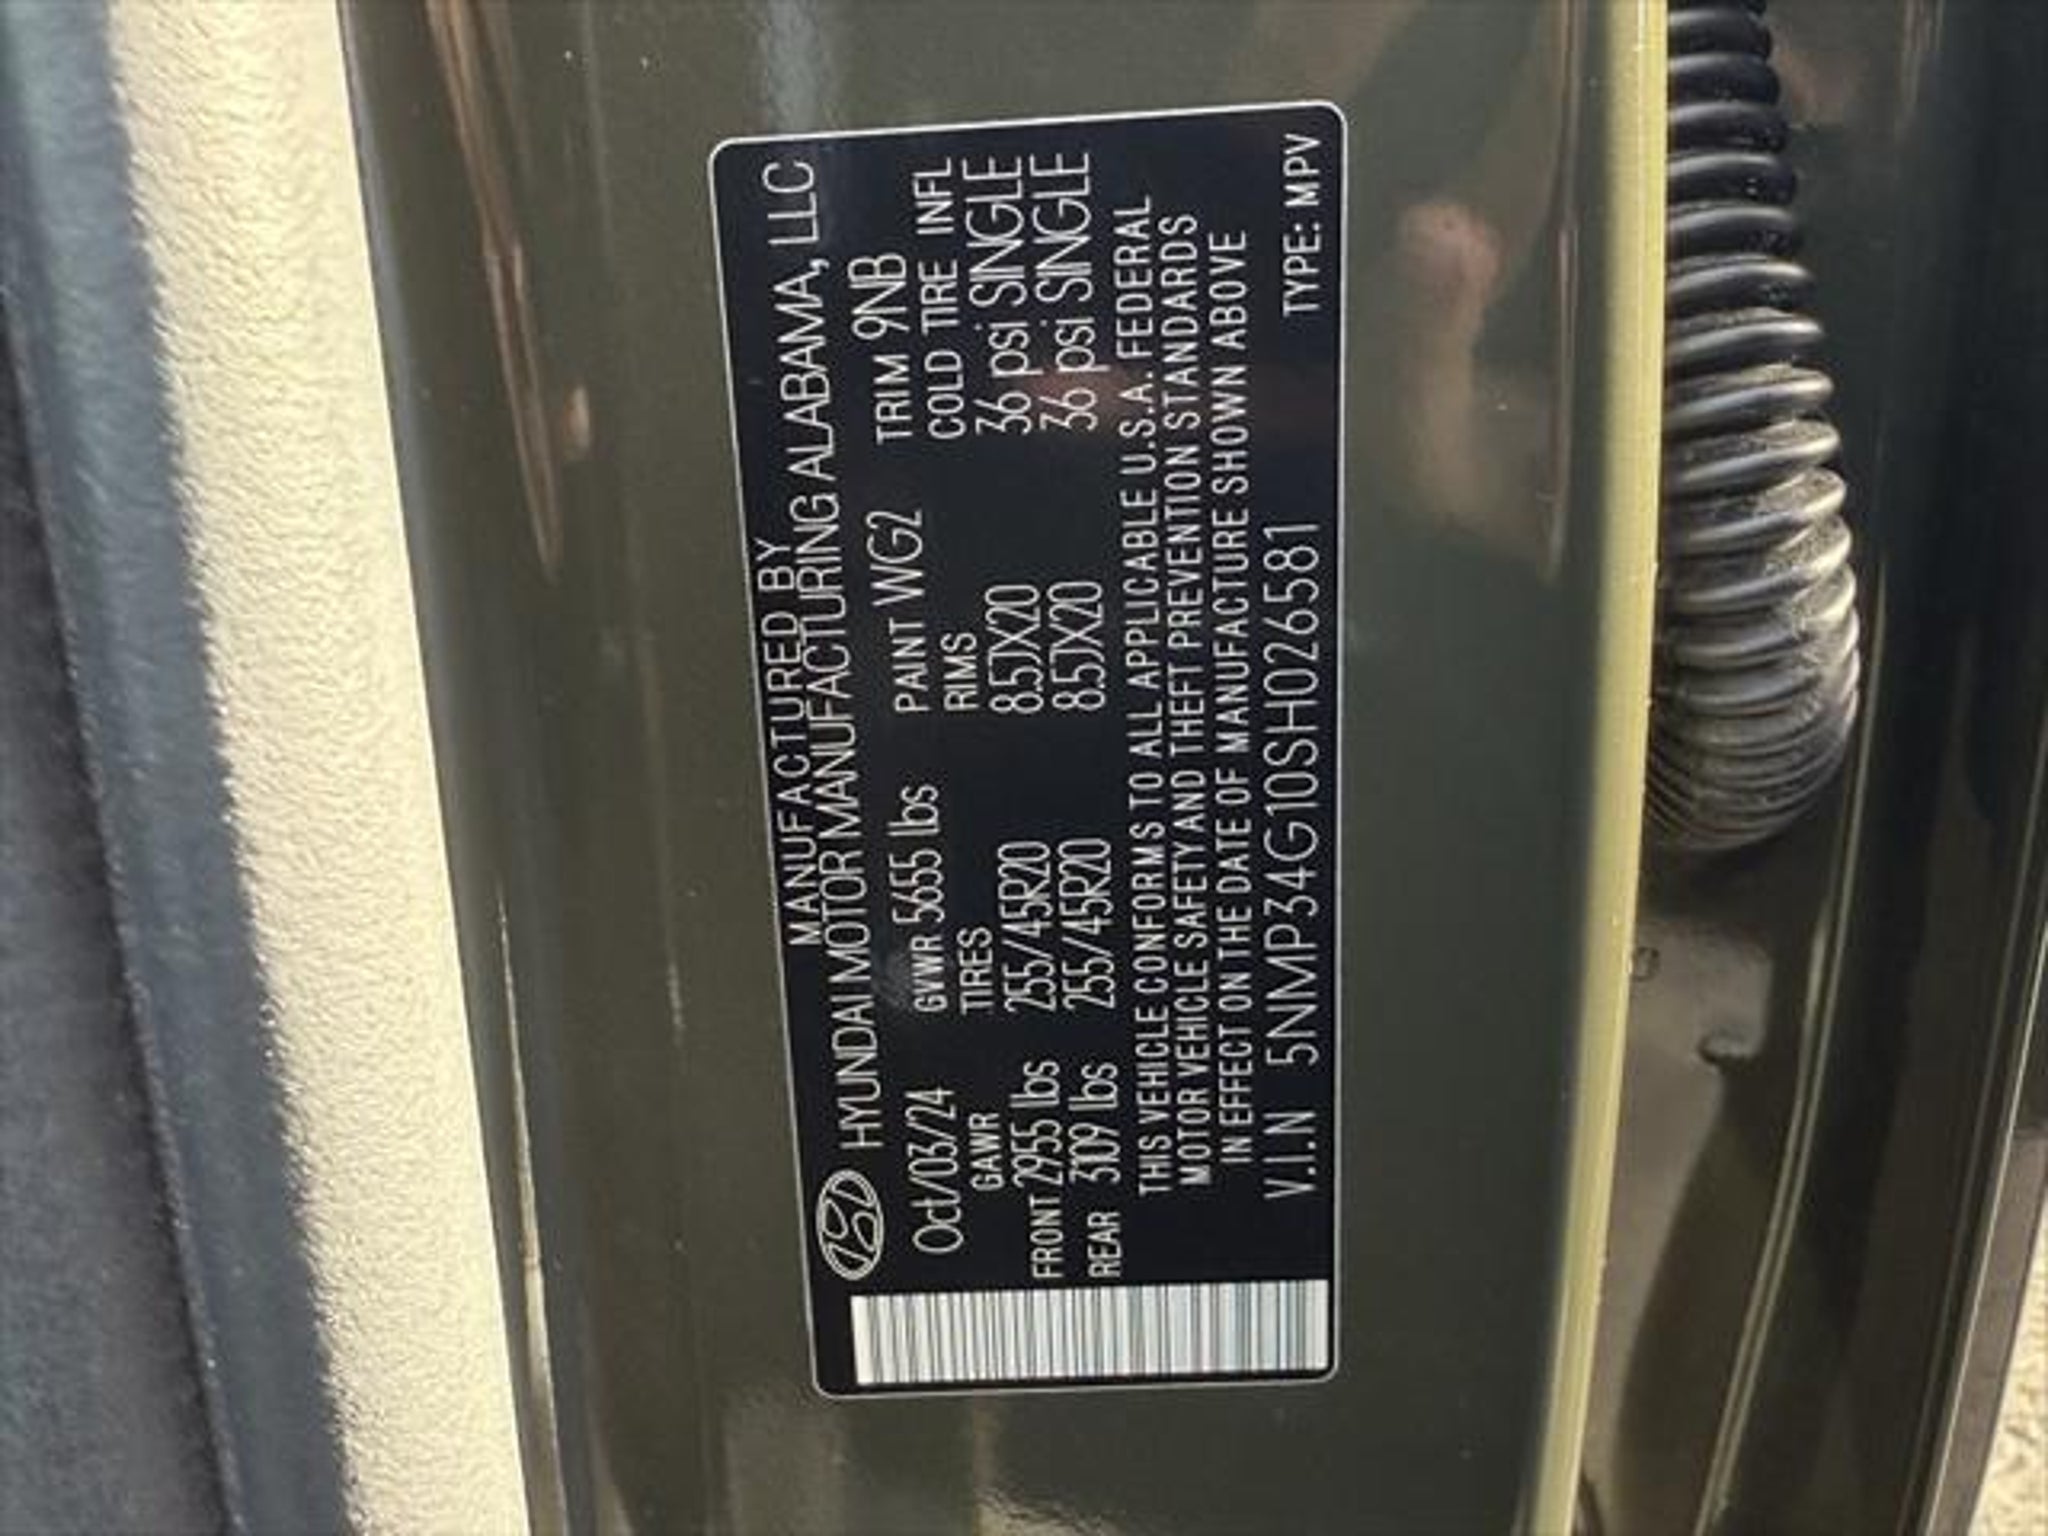 MANUFACTURED BY
HYUNDAI MOTOR MANUFACTURING ALABAMA, LLC
Oct/03/24 GVWR 5655 lbs PAINT WG2 TRIM 9NB
GAWR TIRES RIMS COLD TIRE INFL
FRONT 2955 lbs 255/45R20 8.5JX20 36 psi SINGLE
REAR 3109 lbs 255/45R20 8.5JX20 36 psi SINGLE
THIS VEHICLE CONFORMS TO ALL APPLICABLE U.S.A. FEDERAL
MOTOR VEHICLE SAFETY AND THEFT PREVENTION STANDARDS
IN EFFECT ON THE DATE OF MANUFACTURE SHOWN ABOVE
V.I.N 5NMP34G10SH026581 TYPE: MPV